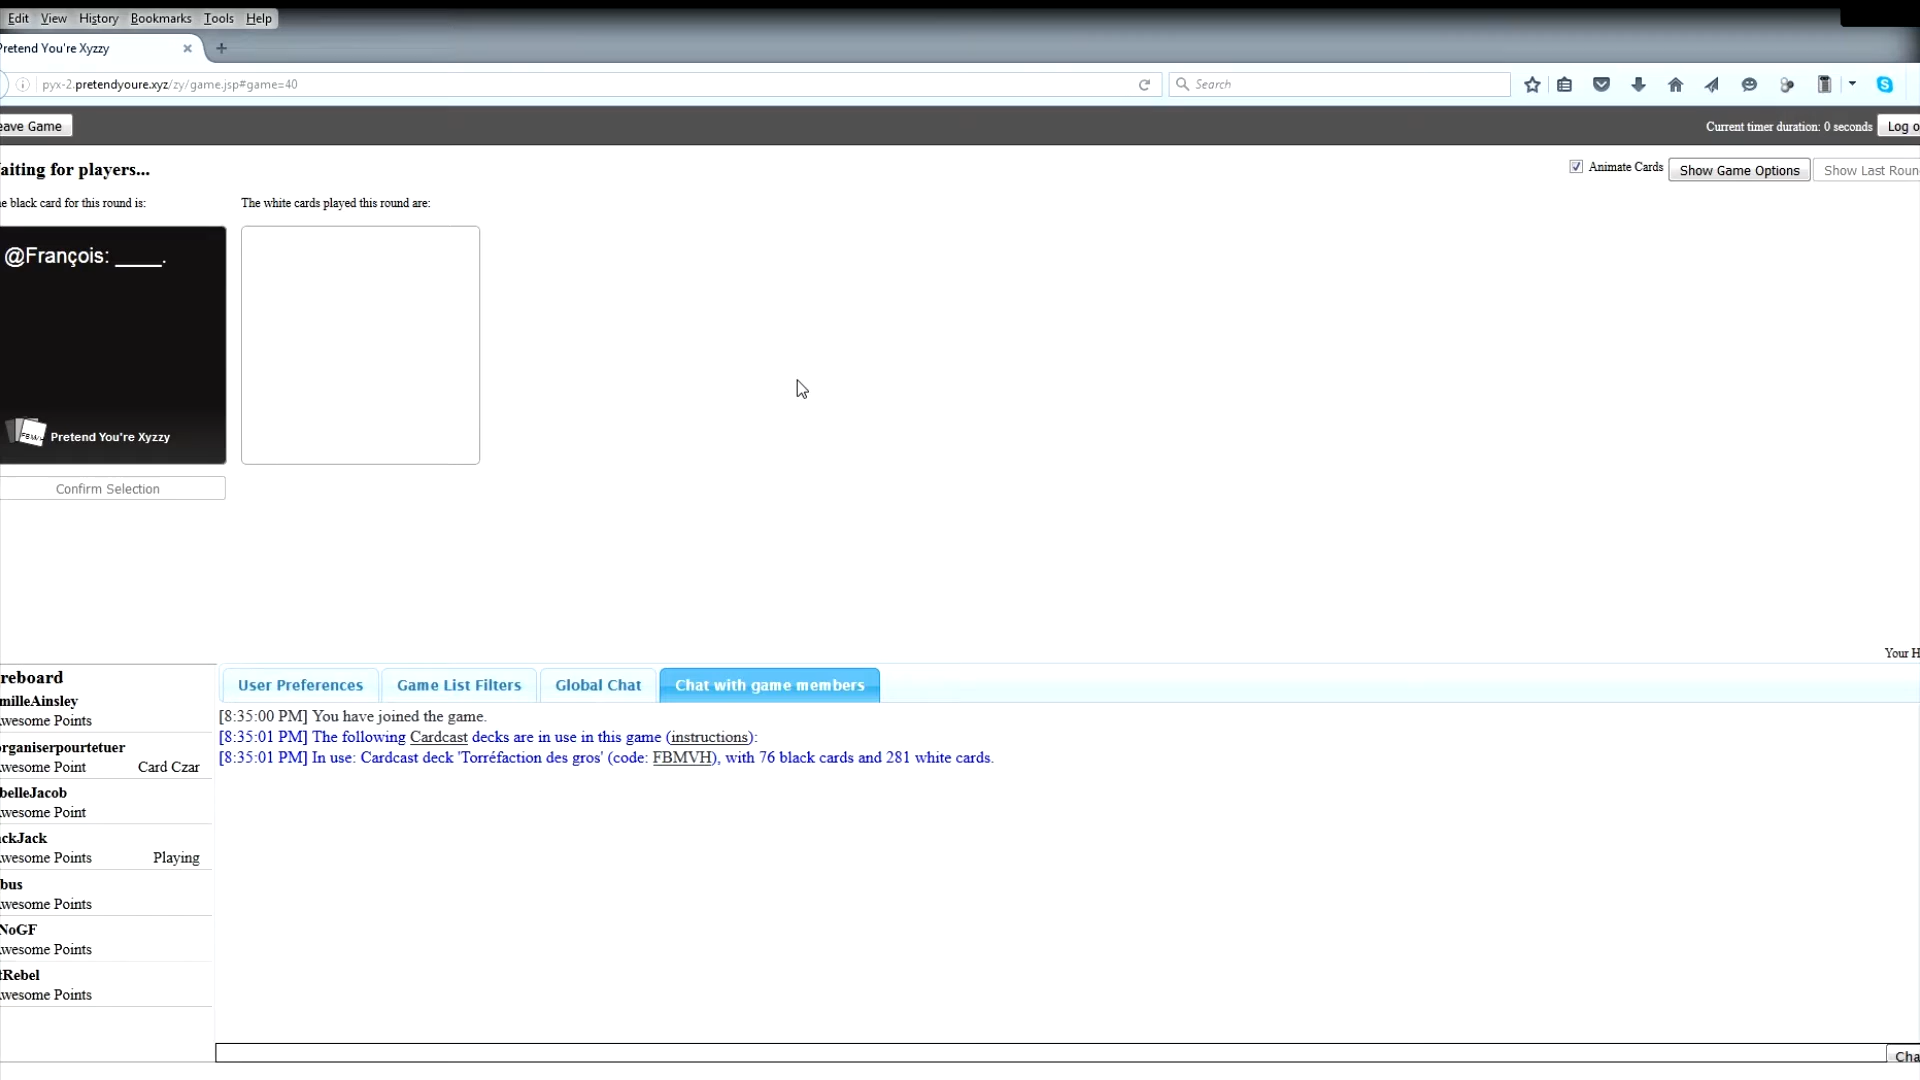 Edit View History Bookmarks Tools Help
Pretend You're Xyzzy
pyx-2.pretendyoure.xyz/zy/game.jsp#game=40
Search
eave Game
Current timer duration: 0 seconds
Log o
aiting for players...
Animate Cards
Show Game Options
Show Last Roun
e black card for this round is:
The white cards played this round are:
@François: ____.
Pretend You're Xyzzy
Confirm Selection
Your H
reboard
User Preferences
Game List Filters
Global Chat
Chat with game members
milleAinsley
wesome Points
organiserpourtetuer
wesome Point Card Czar
belleJacob
wesome Point
ckJack
wesome Points Playing
bus
wesome Points
NoGF
wesome Points
tRebel
wesome Points
[8:35:00 PM] You have joined the game.
[8:35:01 PM] The following Cardcast decks are in use in this game (instructions):
[8:35:01 PM] In use: Cardcast deck 'Torréfaction des gros' (code: FBMVH), with 76 black cards and 281 white cards.
Cha